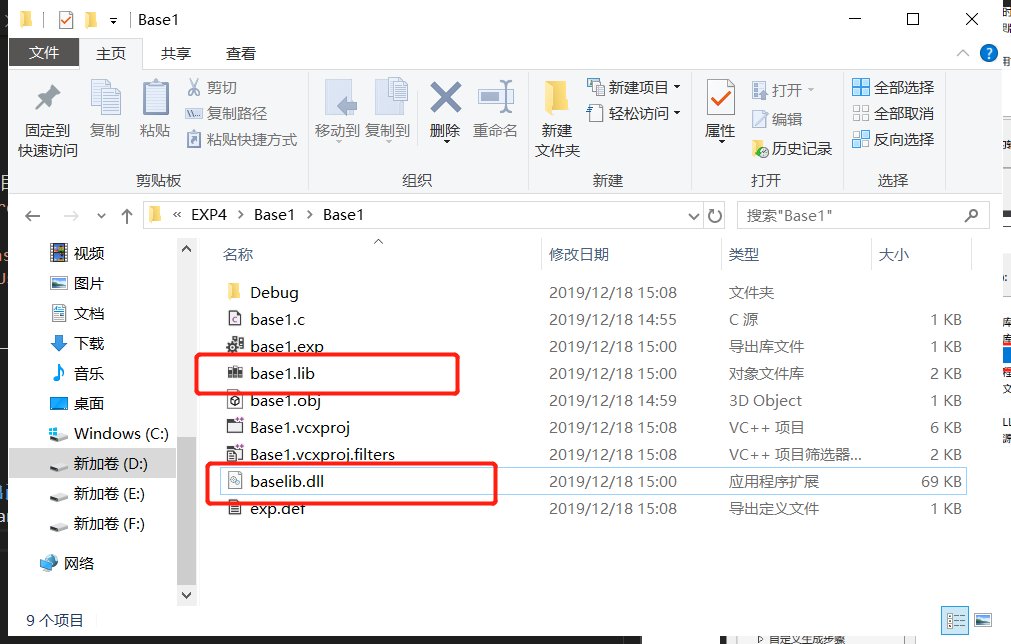 Base1
文件 主页 共享 查看
固定到快速访问
复制
粘贴
剪切
复制路径
粘贴快捷方式
剪贴板
移动到
复制到
删除
重命名
组织
新建文件夹
新建项目
轻松访问
新建
属性
打开
编辑
历史记录
打开
全部选择
全部取消
反向选择
选择
« EXP4 > Base1 > Base1
搜索"Base1"
视频
图片
文档
下载
音乐
桌面
Windows (C:)
新加卷 (D:)
新加卷 (E:)
新加卷 (F:)
网络
名称 修改日期 类型 大小
Debug 2019/12/18 15:08 文件夹
base1.c 2019/12/18 14:55 C 源 1 KB
base1.exp 2019/12/18 15:00 导出库文件 1 KB
base1.lib 2019/12/18 15:00 对象文件库 2 KB
base1.obj 2019/12/18 14:59 3D Object 1 KB
Base1.vcxproj 2019/12/18 15:08 VC++ 项目 6 KB
Base1.vcxproj.filters 2019/12/18 15:08 VC++ 项目筛选器... 2 KB
baselib.dll 2019/12/18 15:00 应用程序扩展 69 KB
exp.def 2019/12/18 15:08 导出定义文件 1 KB
9 个项目
自定义生成步骤